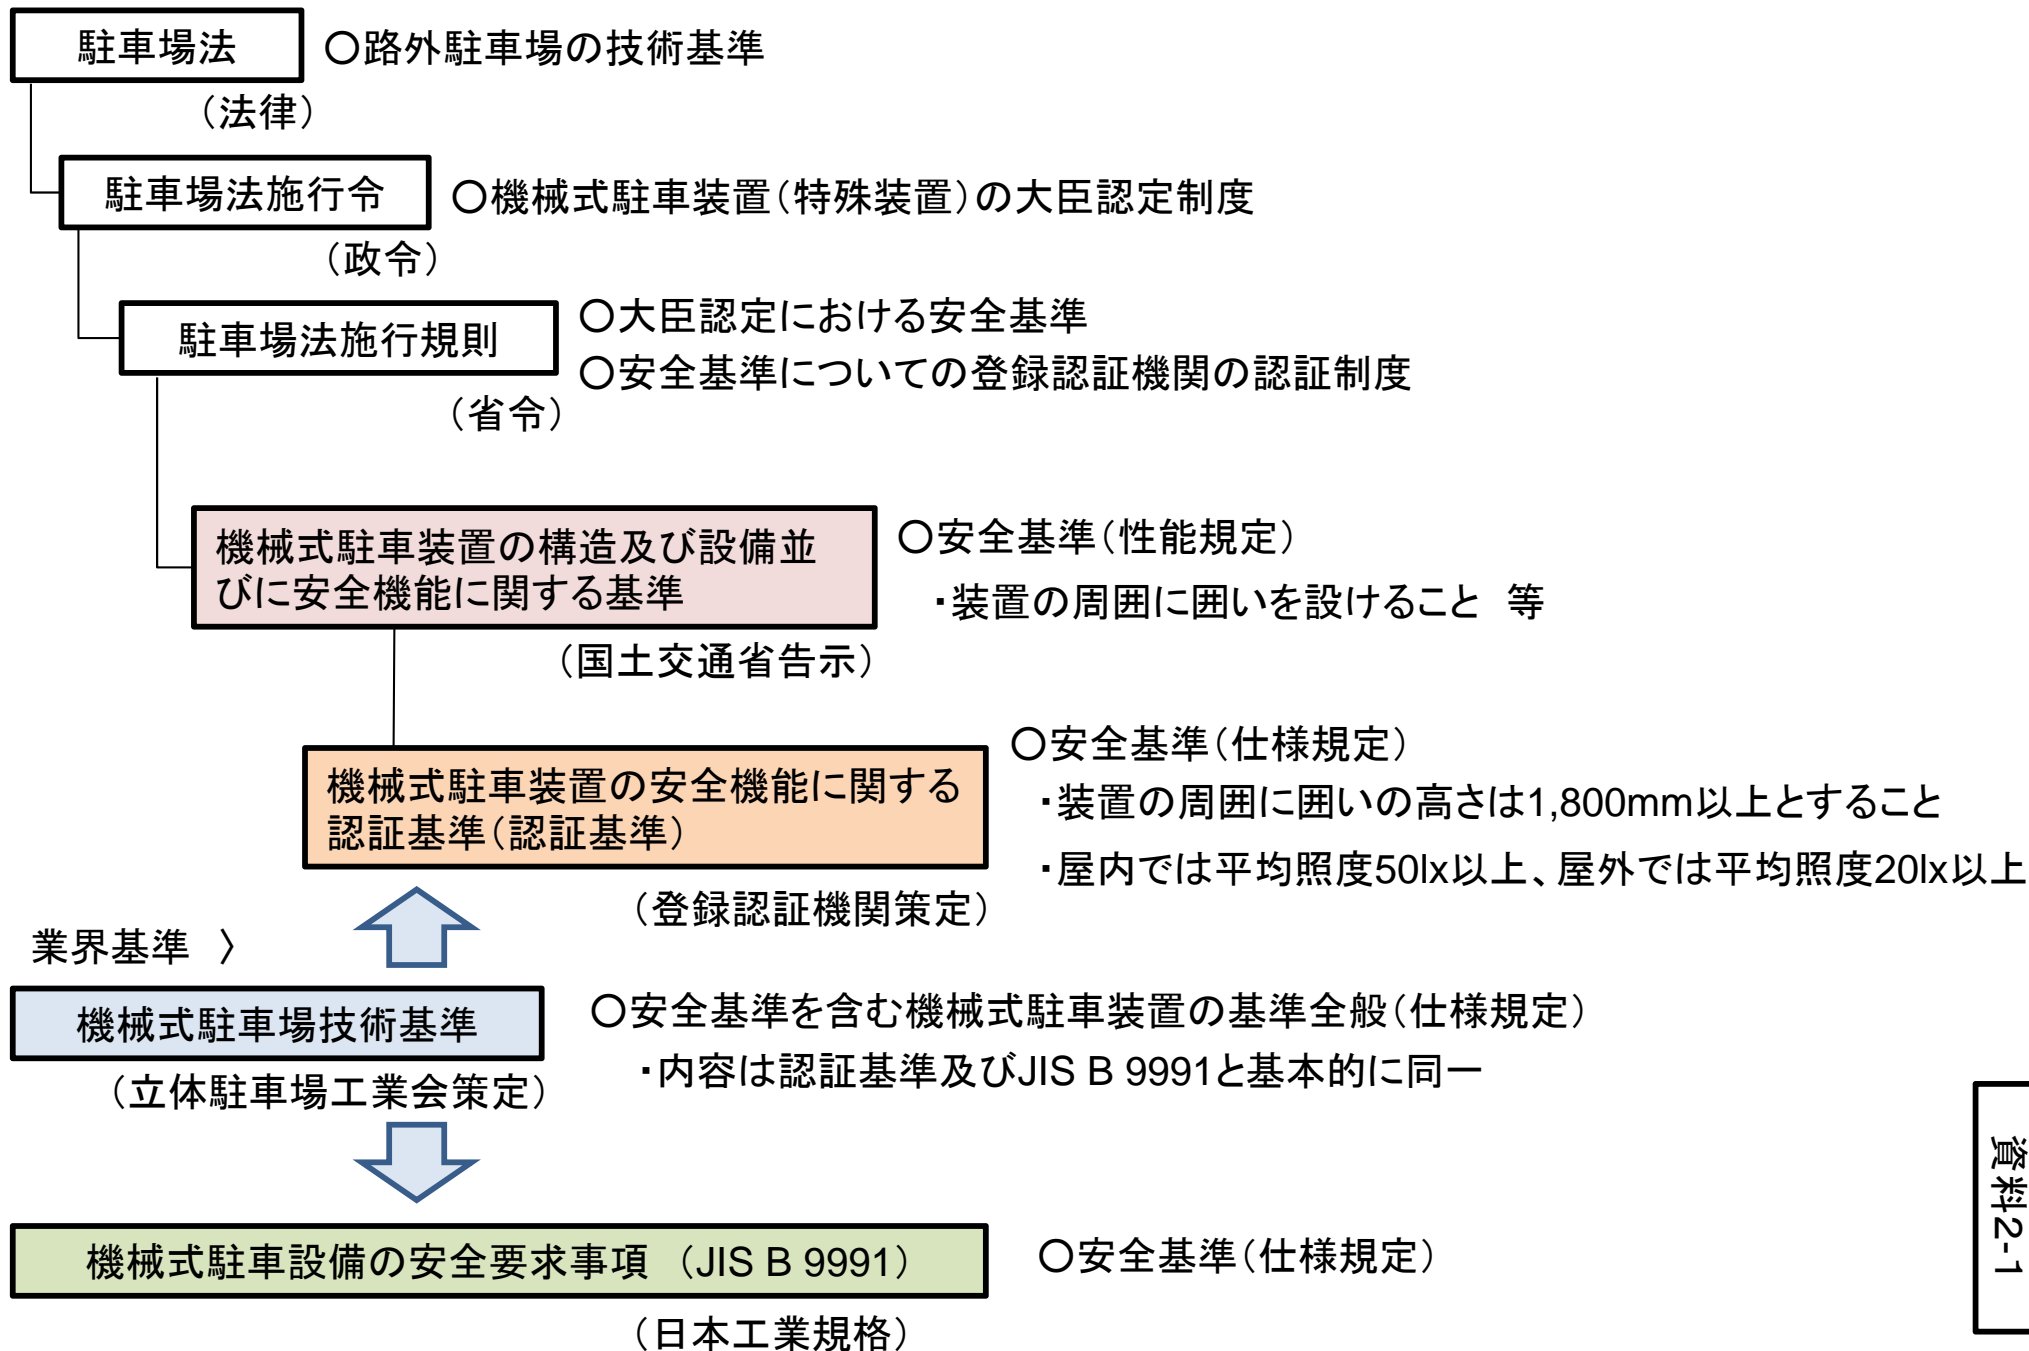 駐車場法
○路外駐車場の技術基準
（法律）
駐車場法施行令
○機械式駐車装置（特殊装置）の大臣認定制度
（政令）
駐車場法施行規則
○大臣認定における安全基準
○安全基準についての登録認証機関の認証制度
（省令）
機械式駐車装置の構造及び設備並
びに安全機能に関する基準
○安全基準（性能規定）
・装置の周囲に囲いを設けること　等
（国土交通省告示）
機械式駐車装置の安全機能に関する
認証基準（認証基準）
○安全基準（仕様規定）
・装置の周囲に囲いの高さは1,800mm以上とすること
・屋内では平均照度50lx以上、屋外では平均照度20lx以上
（登録認証機関策定）
業界基準　〉
機械式駐車場技術基準
○安全基準を含む機械式駐車装置の基準全般（仕様規定）
・内容は認証基準及びJIS B 9991と基本的に同一
（立体駐車場工業会策定）
機械式駐車設備の安全要求事項　（JIS B 9991）
○安全基準（仕様規定）
（日本工業規格）
資料2-1